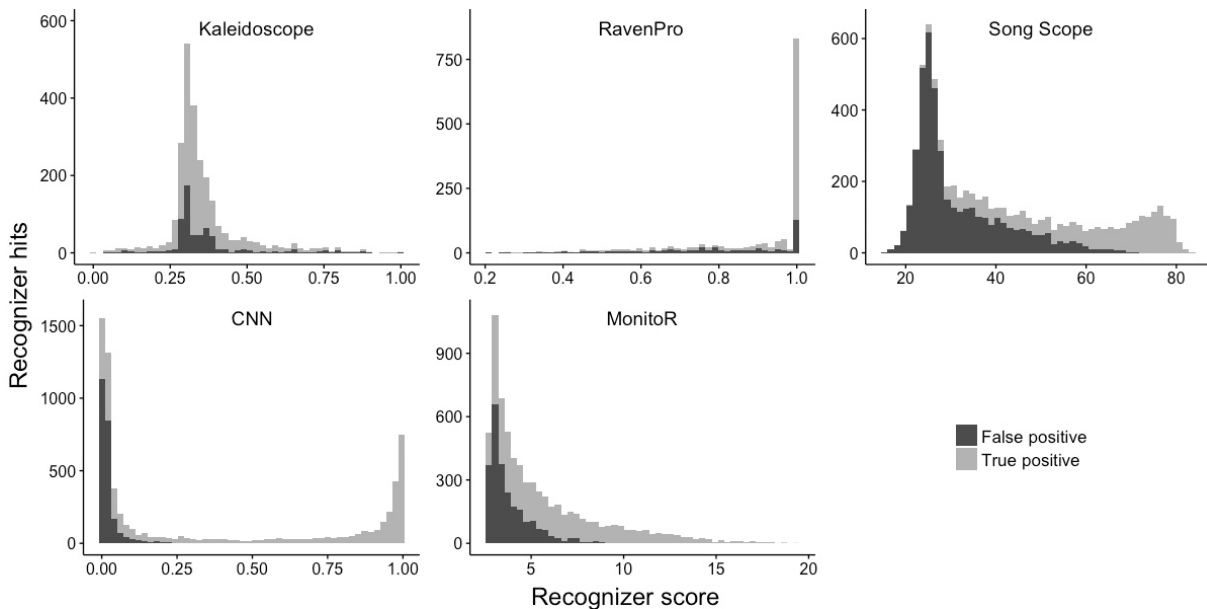 Kaleidoscope
RavenPro
Song Scope
600
400
200
0
0.00 0.25 0.50 0.75 1.00
750
500
250
0
0.2 0.4 0.6 0.8 1.0
600
400
200
0
20 40 60 80
Recognizer hits
CNN
MonitoR
1500
1000
500
0
0.00 0.25 0.50 0.75 1.00
900
600
300
0
5 10 15 20
False positive
True positive
Recognizer score